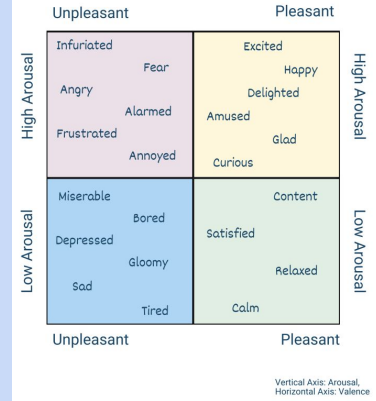 Unpleasant
Pleasant
High Arousal
Infuriated
Fear
Angry
Alarmed
Frustrated
Annoyed
Excited
Happy
Delighted
Amused
Glad
Curious
High Arousal
Low Arousal
Miserable
Bored
Depressed
Gloomy
Sad
Tired
Content
Satisfied
Relaxed
Calm
Low Arousal
Unpleasant
Pleasant
Vertical Axis: Arousal,
Horizontal Axis: Valence